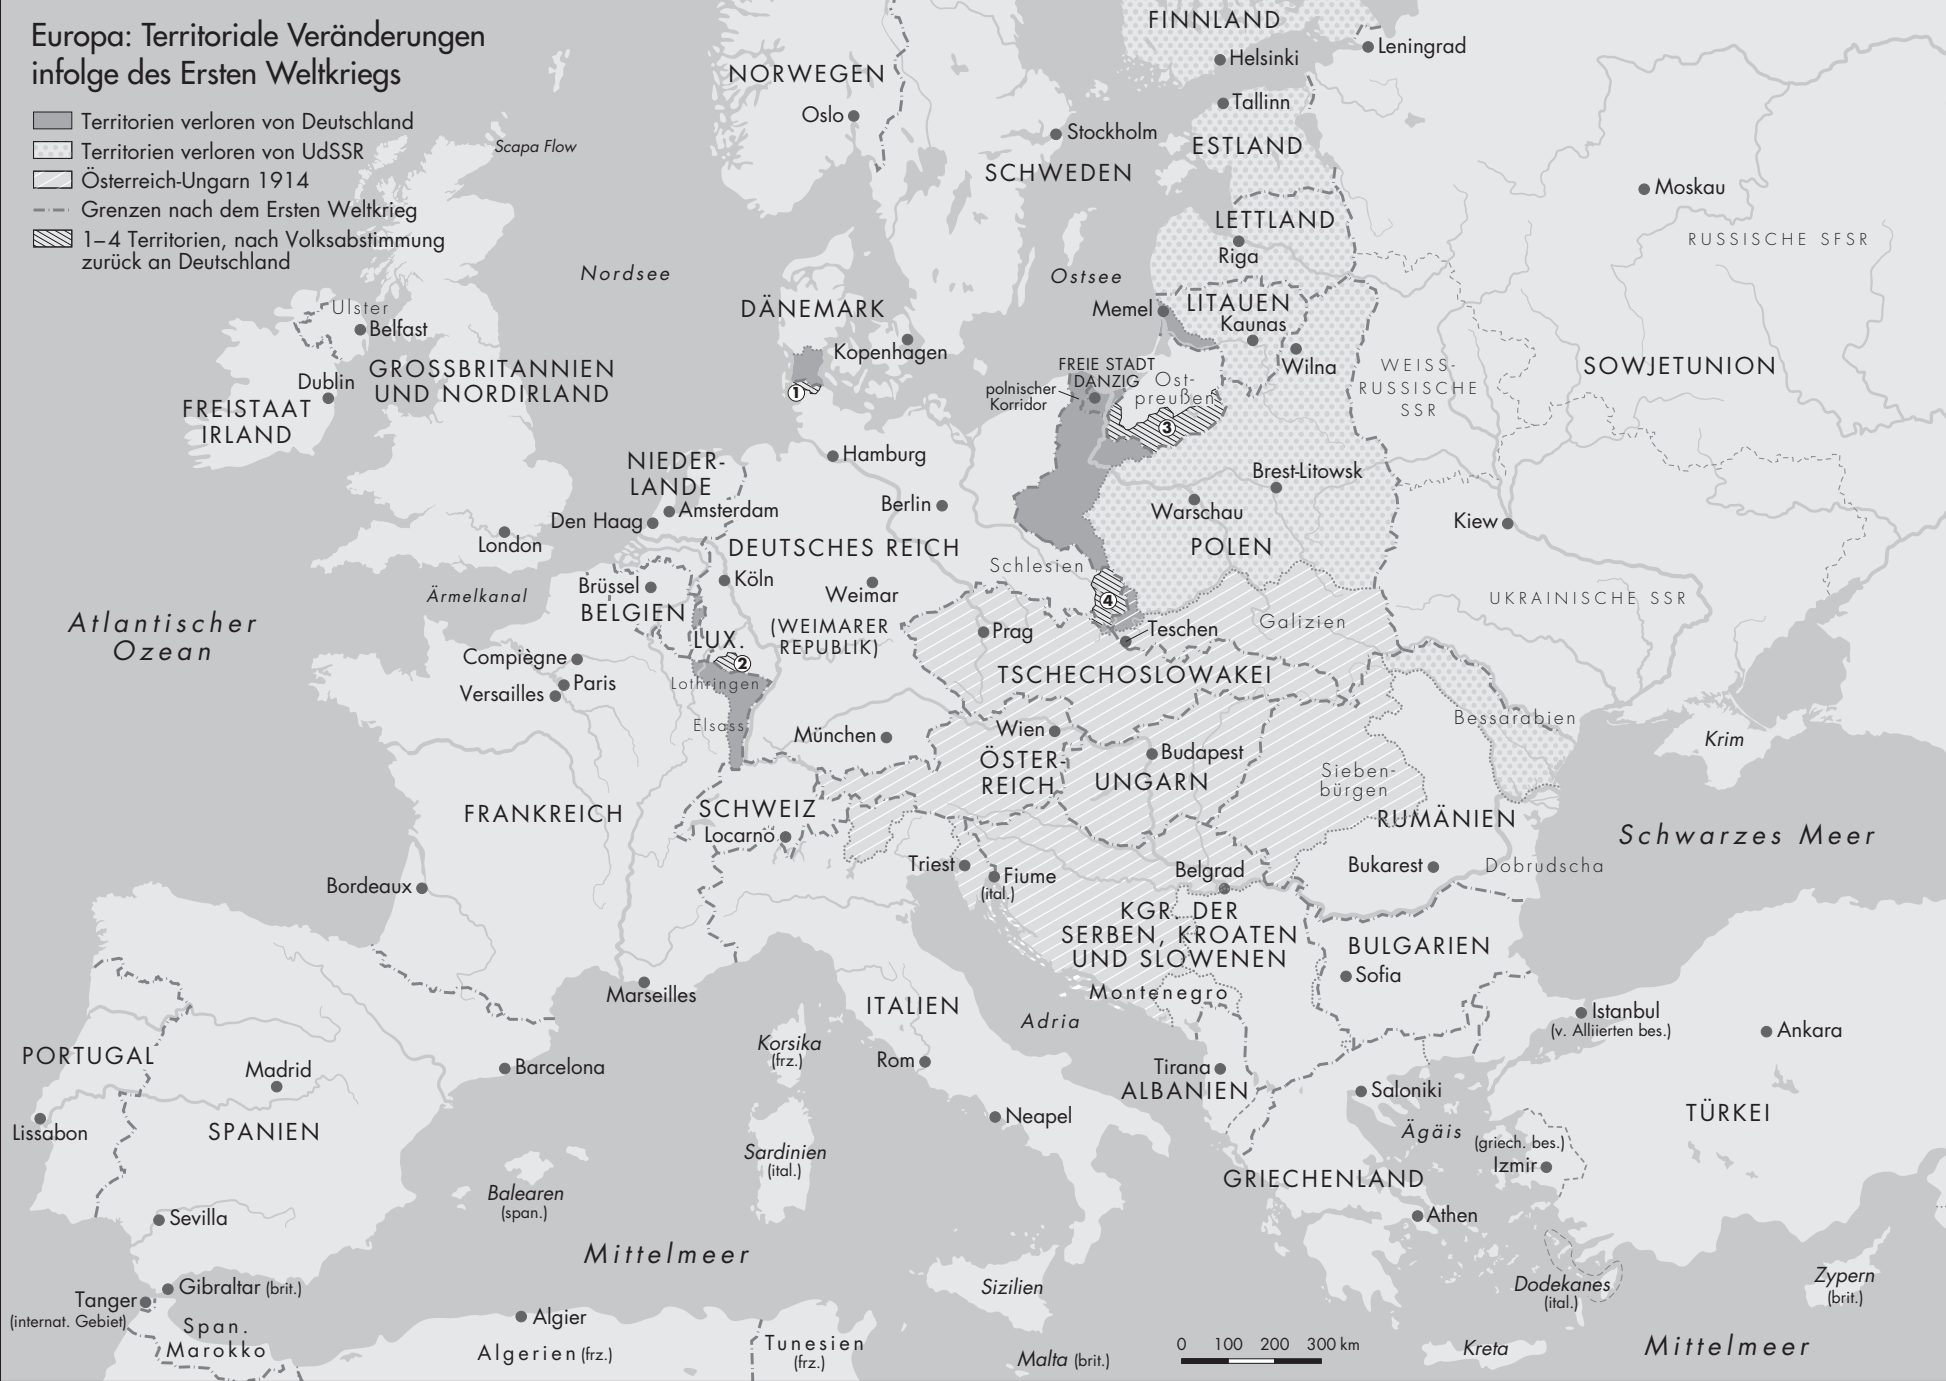 Europa: Territoriale Veränderungen
infolge des Ersten Weltkriegs
Territorien verloren von Deutschland
Territorien verloren von UdSSR
Österreich-Ungarn 1914
Grenzen nach dem Ersten Weltkrieg
1–4 Territorien, nach Volksabstimmung
zurück an Deutschland
FINNLAND
Helsinki
Leningrad
NORWEGEN
Oslo
Tallinn
Stockholm
ESTLAND
Scapa Flow
SCHWEDEN
Moskau
LETTLAND
Riga
RUSSISCHE SFSR
Nordsee
Ostsee
Ulster
Belfast
DÄNEMARK
Kopenhagen
Memel
LITAUEN
Kaunas
Wilna
GROSSBRITANNIEN
UND NORDIRLAND
Dublin
FREISTAAT
IRLAND
1
FREIE STADT
DANZIG
polnischer
Korridor
Ost-
preußen
3
WEISS-
RUSSISCHE
SSR
SOWJETUNION
NIEDER-
LANDE
Hamburg
Amsterdam
Den Haag
Berlin
Brest-Litowsk
Warschau
POLEN
Kiew
London
DEUTSCHES REICH
Schlesien
Köln
Weimar
Brüssel
BELGIEN
Ärmelkanal
4
UKRAINISCHE SSR
Atlantischer
Ozean
LUX.
(WEIMARER
REPUBLIK)
Prag
Teschen
Galizien
Compiègne
Paris
Versailles
2
Lothringen
Elsass
TSCHECHOSLOWAKEI
München
Wien
Budapest
Bessarabien
Krim
ÖSTER-
REICH
UNGARN
Sieben-
bürgen
FRANKREICH
SCHWEIZ
Locarno
RUMÄNIEN
Schwarzes Meer
Bordeaux
Triest
Fiume
(ital.)
Belgrad
Bukarest
Dobrudscha
KGR. DER
SERBEN, KROATEN
UND SLOWENEN
BULGARIEN
Sofia
Marseilles
ITALIEN
Montenegro
Adria
Istanbul
(v. Alliierten bes.)
Ankara
PORTUGAL
Madrid
Barcelona
Korsika
(frz.)
Rom
Tirana
ALBANIEN
Saloniki
Lissabon
SPANIEN
Neapel
TÜRKEI
Ägäis
(griech. bes.)
Izmir
Sardinien
(ital.)
GRIECHENLAND
Balearen
(span.)
Athen
Sevilla
Mittelmeer
Sizilien
Dodekanes
(ital.)
Zypern
(brit.)
Gibraltar (brit.)
Tanger
(internat. Gebiet)
Span.
Marokko
Algier
Algerien (frz.)
Tunesien
(frz.)
Malta (brit.)
0 100 200 300 km
Kreta
Mittelmeer